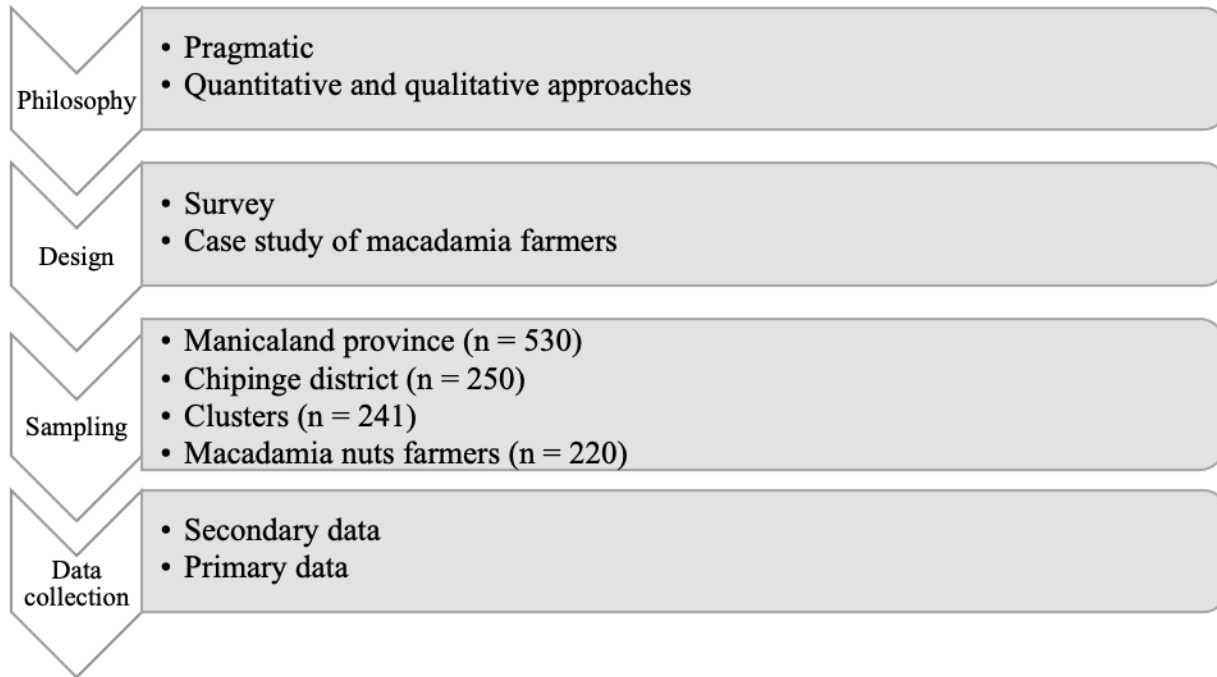 Philosophy
• Pragmatic
• Quantitative and qualitative approaches
Design
• Survey
• Case study of macadamia farmers
Sampling
• Manicaland province (n = 530)
• Chipinge district (n = 250)
• Clusters (n = 241)
• Macadamia nuts farmers (n = 220)
Data
collection
• Secondary data
• Primary data